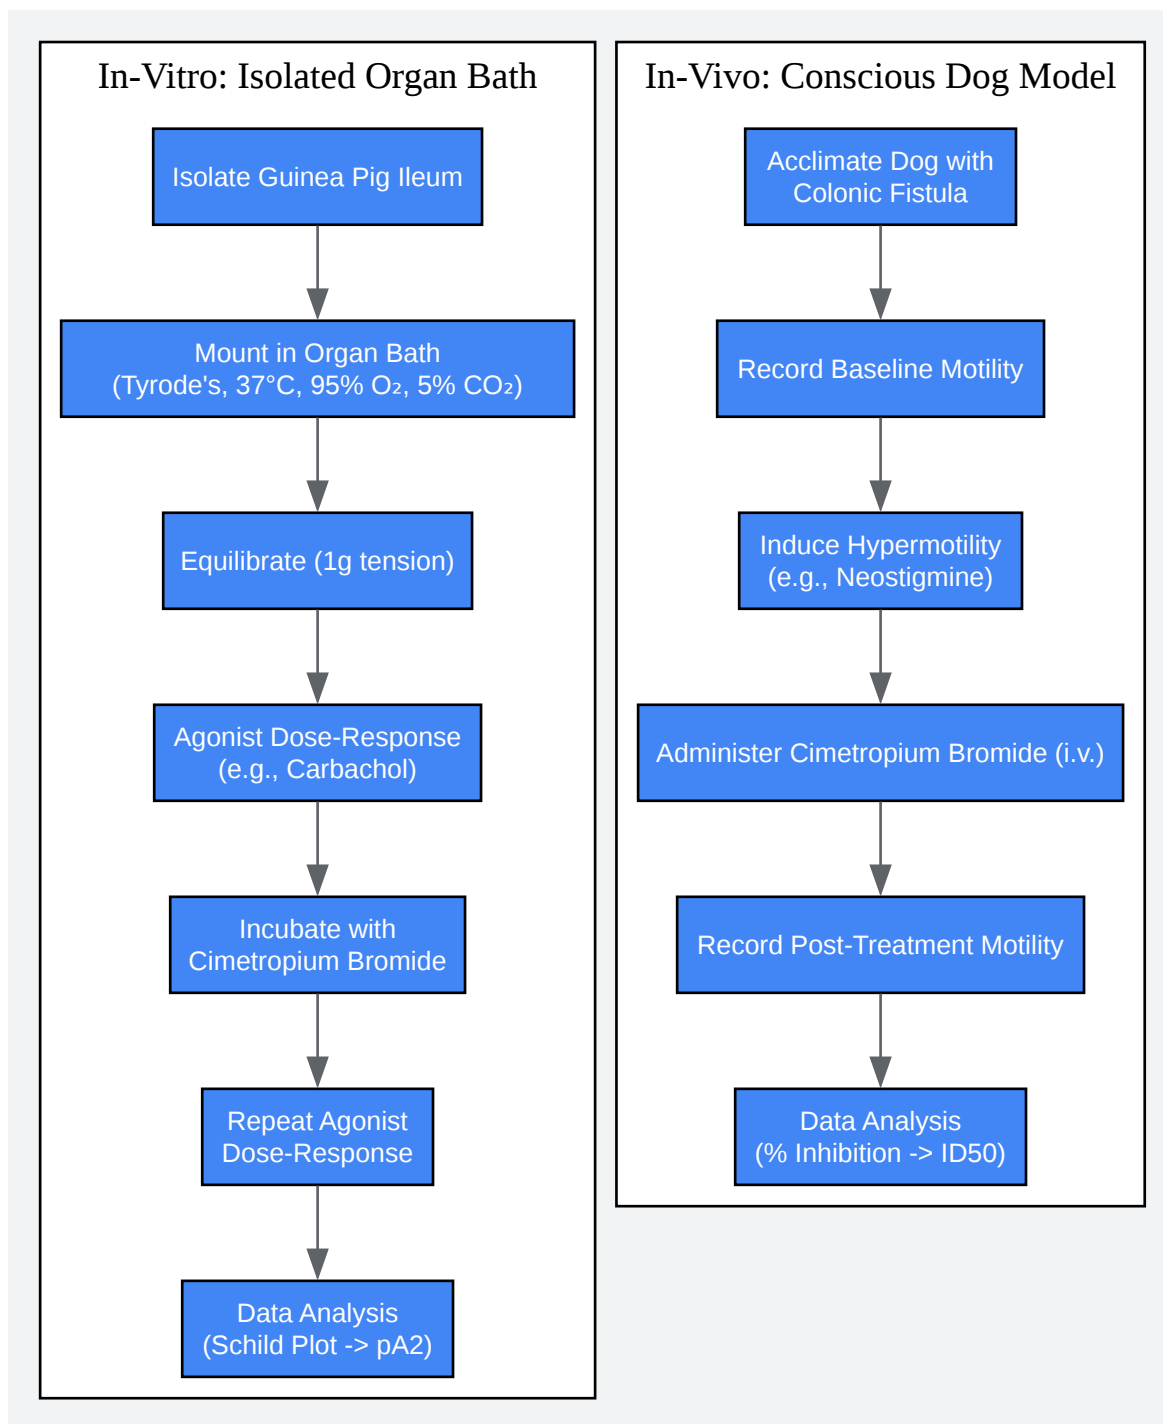 In-Vitro: Isolated Organ Bath
Isolate Guinea Pig Ileum
Mount in Organ Bath
(Tyrode's, 37°C, 95% O₂, 5% CO₂)
Equilibrate (1g tension)
Agonist Dose-Response
(e.g., Carbachol)
Incubate with
Cimetropium Bromide
Repeat Agonist
Dose-Response
Data Analysis
(Schild Plot -> pA2)
In-Vivo: Conscious Dog Model
Acclimate Dog with
Colonic Fistula
Record Baseline Motility
Induce Hypermotility
(e.g., Neostigmine)
Administer Cimetropium Bromide (i.v.)
Record Post-Treatment Motility
Data Analysis
(% Inhibition -> ID50)